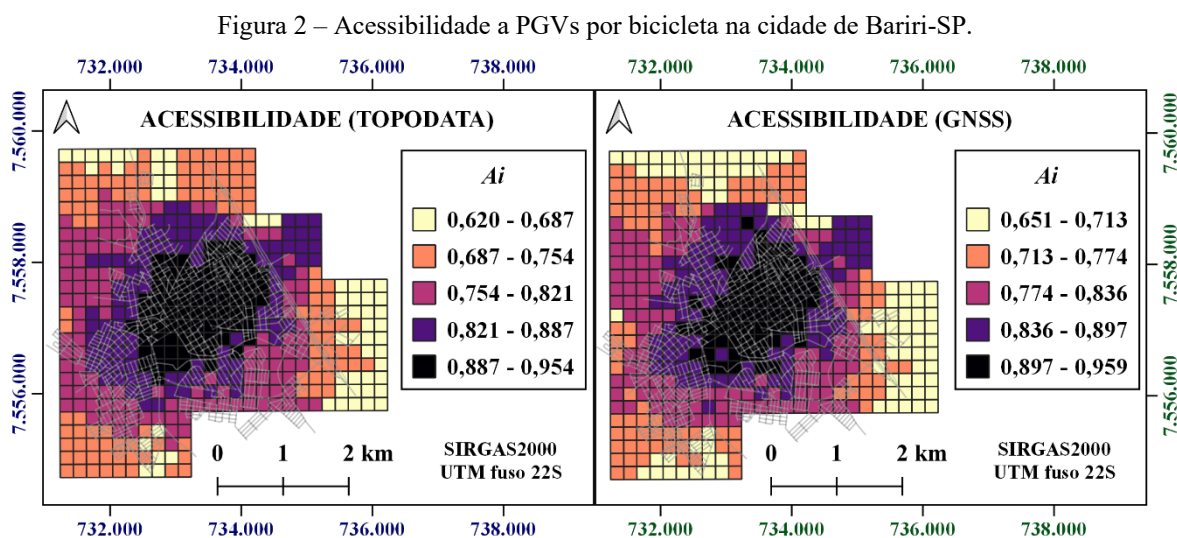 Figura 2 – Acessibilidade a PGVs por bicicleta na cidade de Bariri-SP.
732.000 734.000 736.000 738.000 732.000 734.000 736.000 738.000
ACESSIBILIDADE (TOPODATA)
7.560.000
7.558.000
7.556.000
Ai
0,620 - 0,687
0,687 - 0,754
0,754 - 0,821
0,821 - 0,887
0,887 - 0,954
0 1 2 km
SIRGAS2000
UTM fuso 22S
ACESSIBILIDADE (GNSS)
Ai
0,651 - 0,713
0,713 - 0,774
0,774 - 0,836
0,836 - 0,897
0,897 - 0,959
0 1 2 km
SIRGAS2000
UTM fuso 22S
7.560.000
7.558.000
7.556.000
732.000 734.000 736.000 738.000 732.000 734.000 736.000 738.000